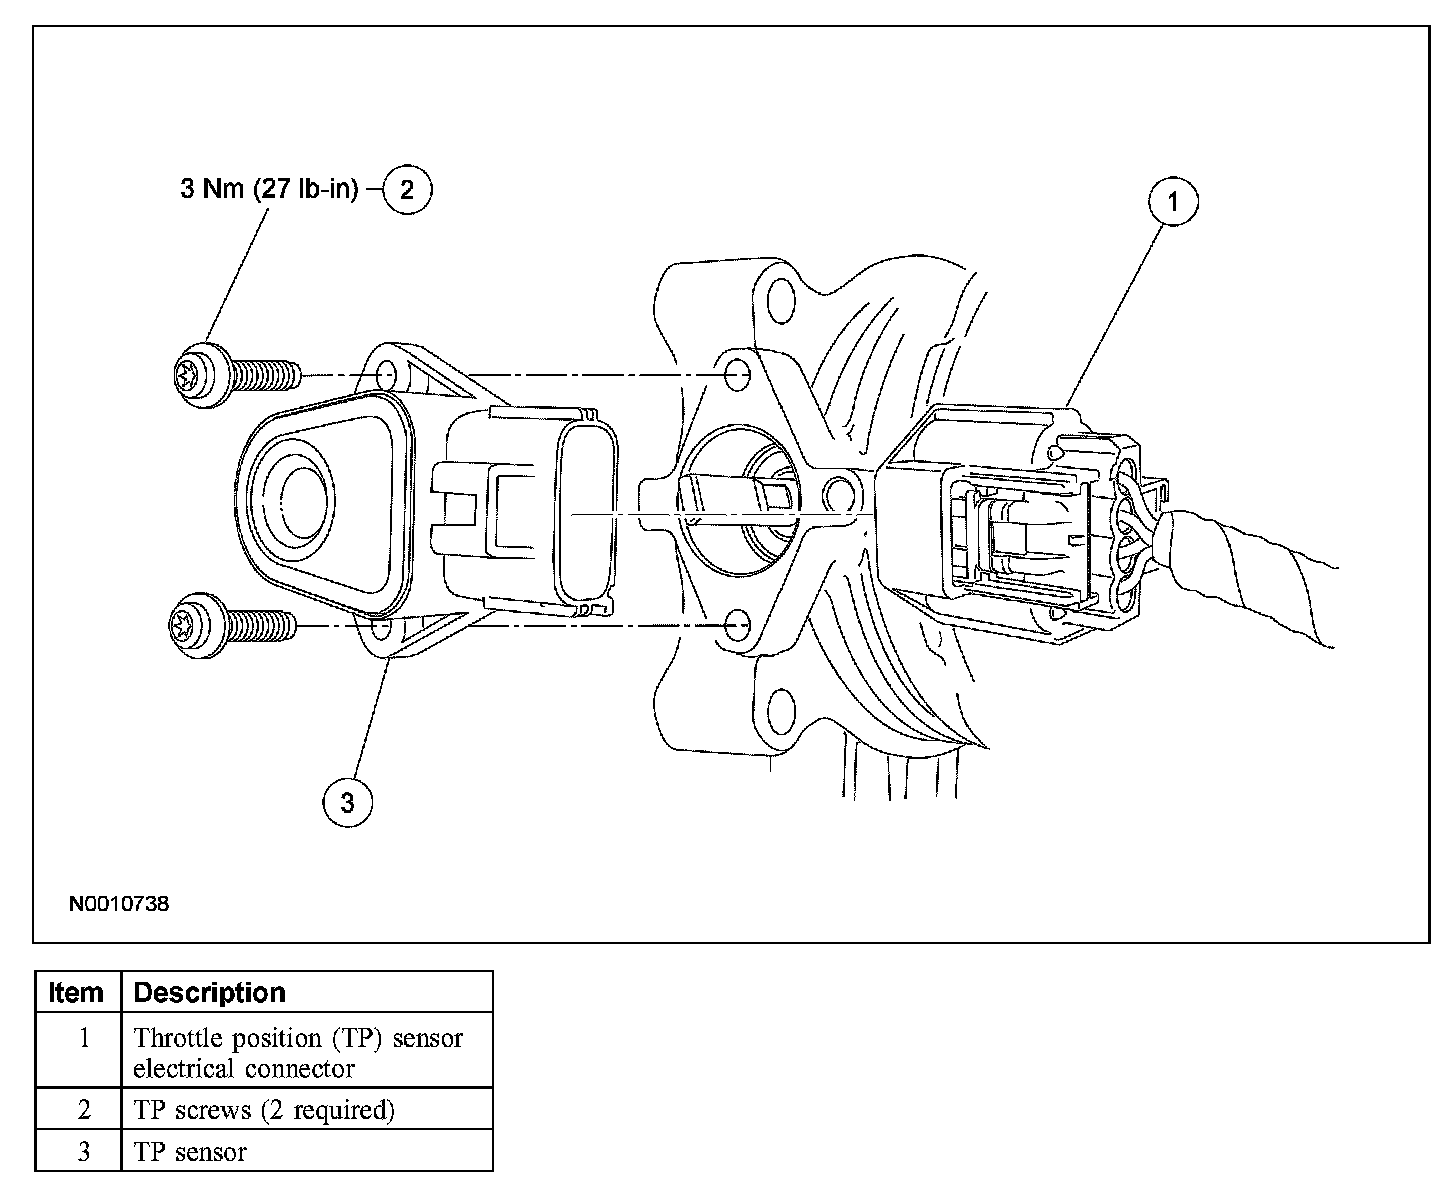 3 Nm (27 lb-in)
2
1
3
N0010738
Item Description
1 Throttle position (TP) sensor
electrical connector
2 TP screws (2 required)
3 TP sensor